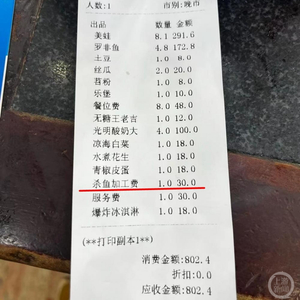 人数:1 市别:晚市
出品 数量 金额
美蛙 8.1 291.6
罗非鱼 4.8 172.8
土豆 1.0 8.0
丝瓜 2.0 20.0
苕粉 1.0 8.0
乐堡 1.0 10.0
餐位费 8.0 48.0
无糖王老吉 1.0 12.0
光明酸奶大 4.0 100.0
凉海白菜 1.0 18.0
水煮花生 1.0 18.0
青椒皮蛋 1.0 18.0
杀鱼加工费 1.0 30.0
服务费 1.0 30.0
爆炸冰淇淋 1.0 18.0
(**打印副本1**)
消费金额:802.4
折扣:0.0
应收金额:802.4